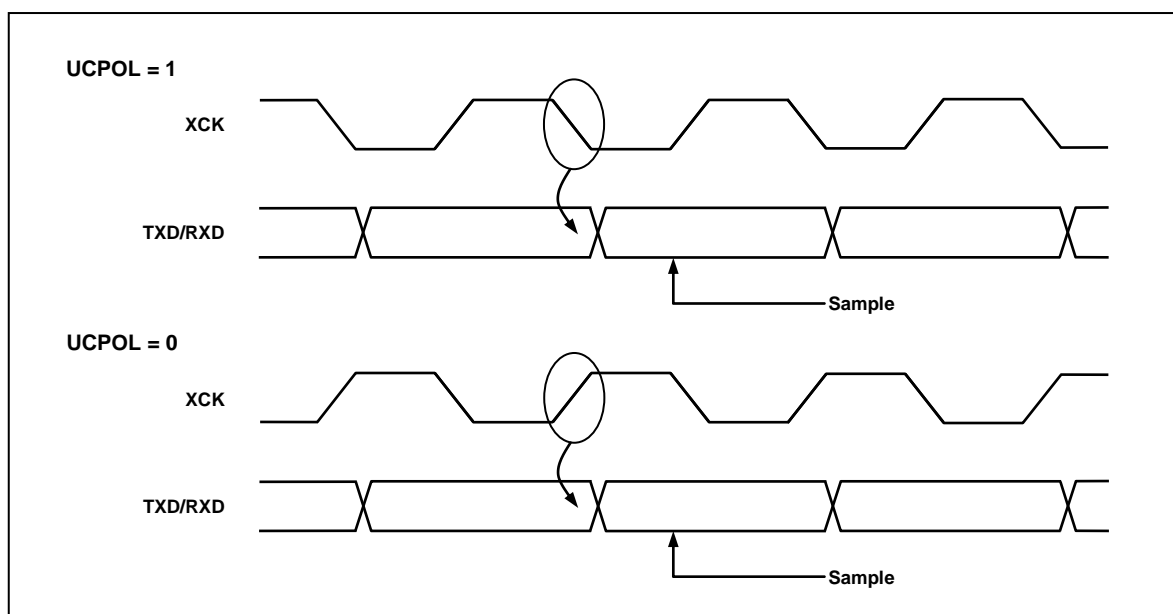 UCPOL = 1
XCK
TXD/RXD
Sample
UCPOL = 0
XCK
TXD/RXD
Sample